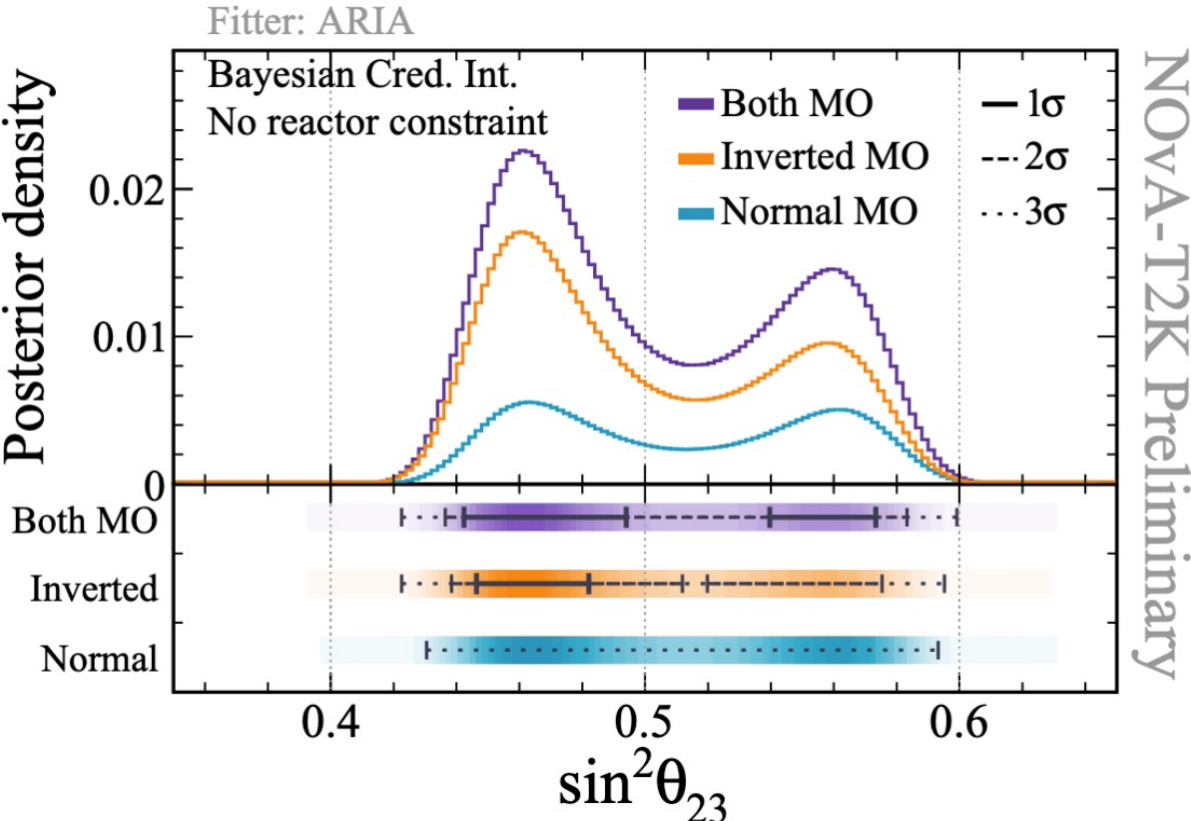 Fitter: ARIA
Bayesian Cred. Int.
No reactor constraint
Both MO
Inverted MO
Normal MO
1σ
2σ
3σ
Posterior density
0.02
0.01
0
Both MO
Inverted
Normal
0.4 0.5 0.6
sin²θ₂₃
NOvA-T2K Preliminary